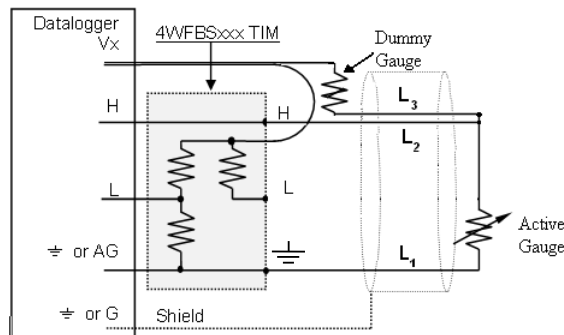 Datalogger
Vx
4WFBSxxx TIM
Dummy
Gauge
H
H
L3
L2
L
L
⏚ or AG
L1
Active
Gauge
⏚ or G
Shield